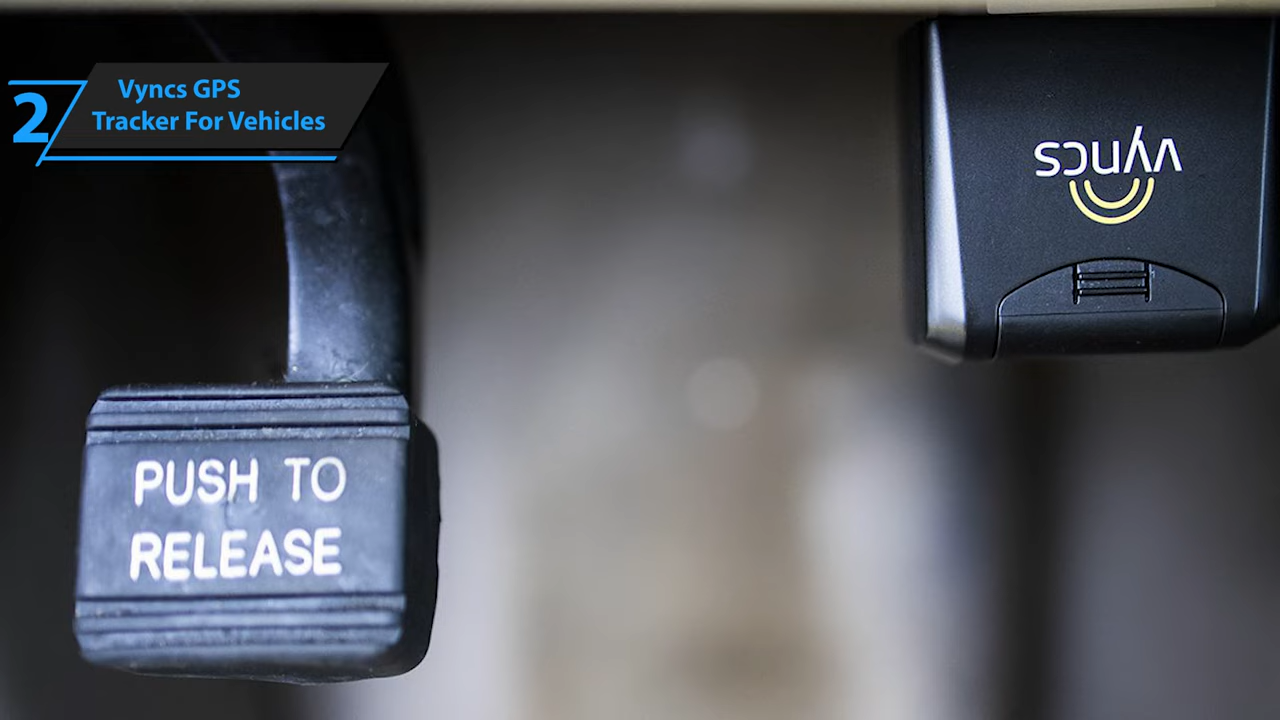 2
Vyncs GPS
Tracker For Vehicles
vyncs
PUSH TO
RELEASE